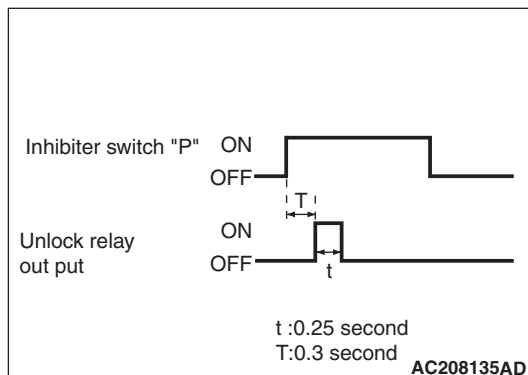 Inhibiter switch "P" ON
OFF
T
Unlock relay
out put
ON
OFF
t
t :0.25 second
T:0.3 second
AC208135AD